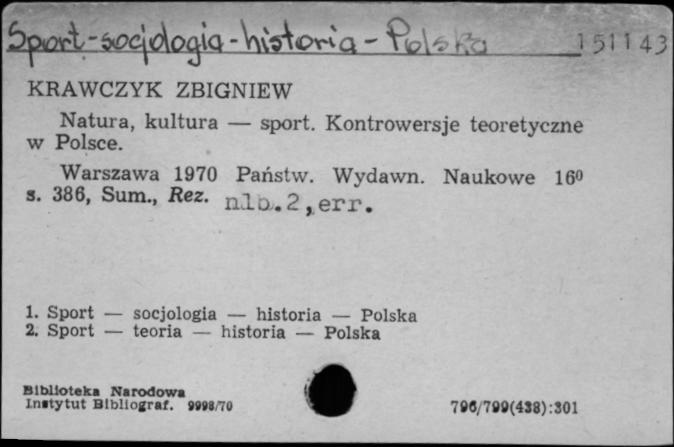 Sport-socjologia-historia-Polska 151143
KRAWCZYK ZBIGNIEW
Natura, kultura — sport. Kontrowersje teoretyczne
w Polsce.
Warszawa 1970 Państw. Wydawn. Naukowe 16⁰
s. 386, Sum., Rez. nlb.2,err.
1. Sport — socjologia — historia — Polska
2. Sport — teoria — historia — Polska
Biblioteka Narodowa
Instytut Bibliograf. 9998/70 796/799(438):301